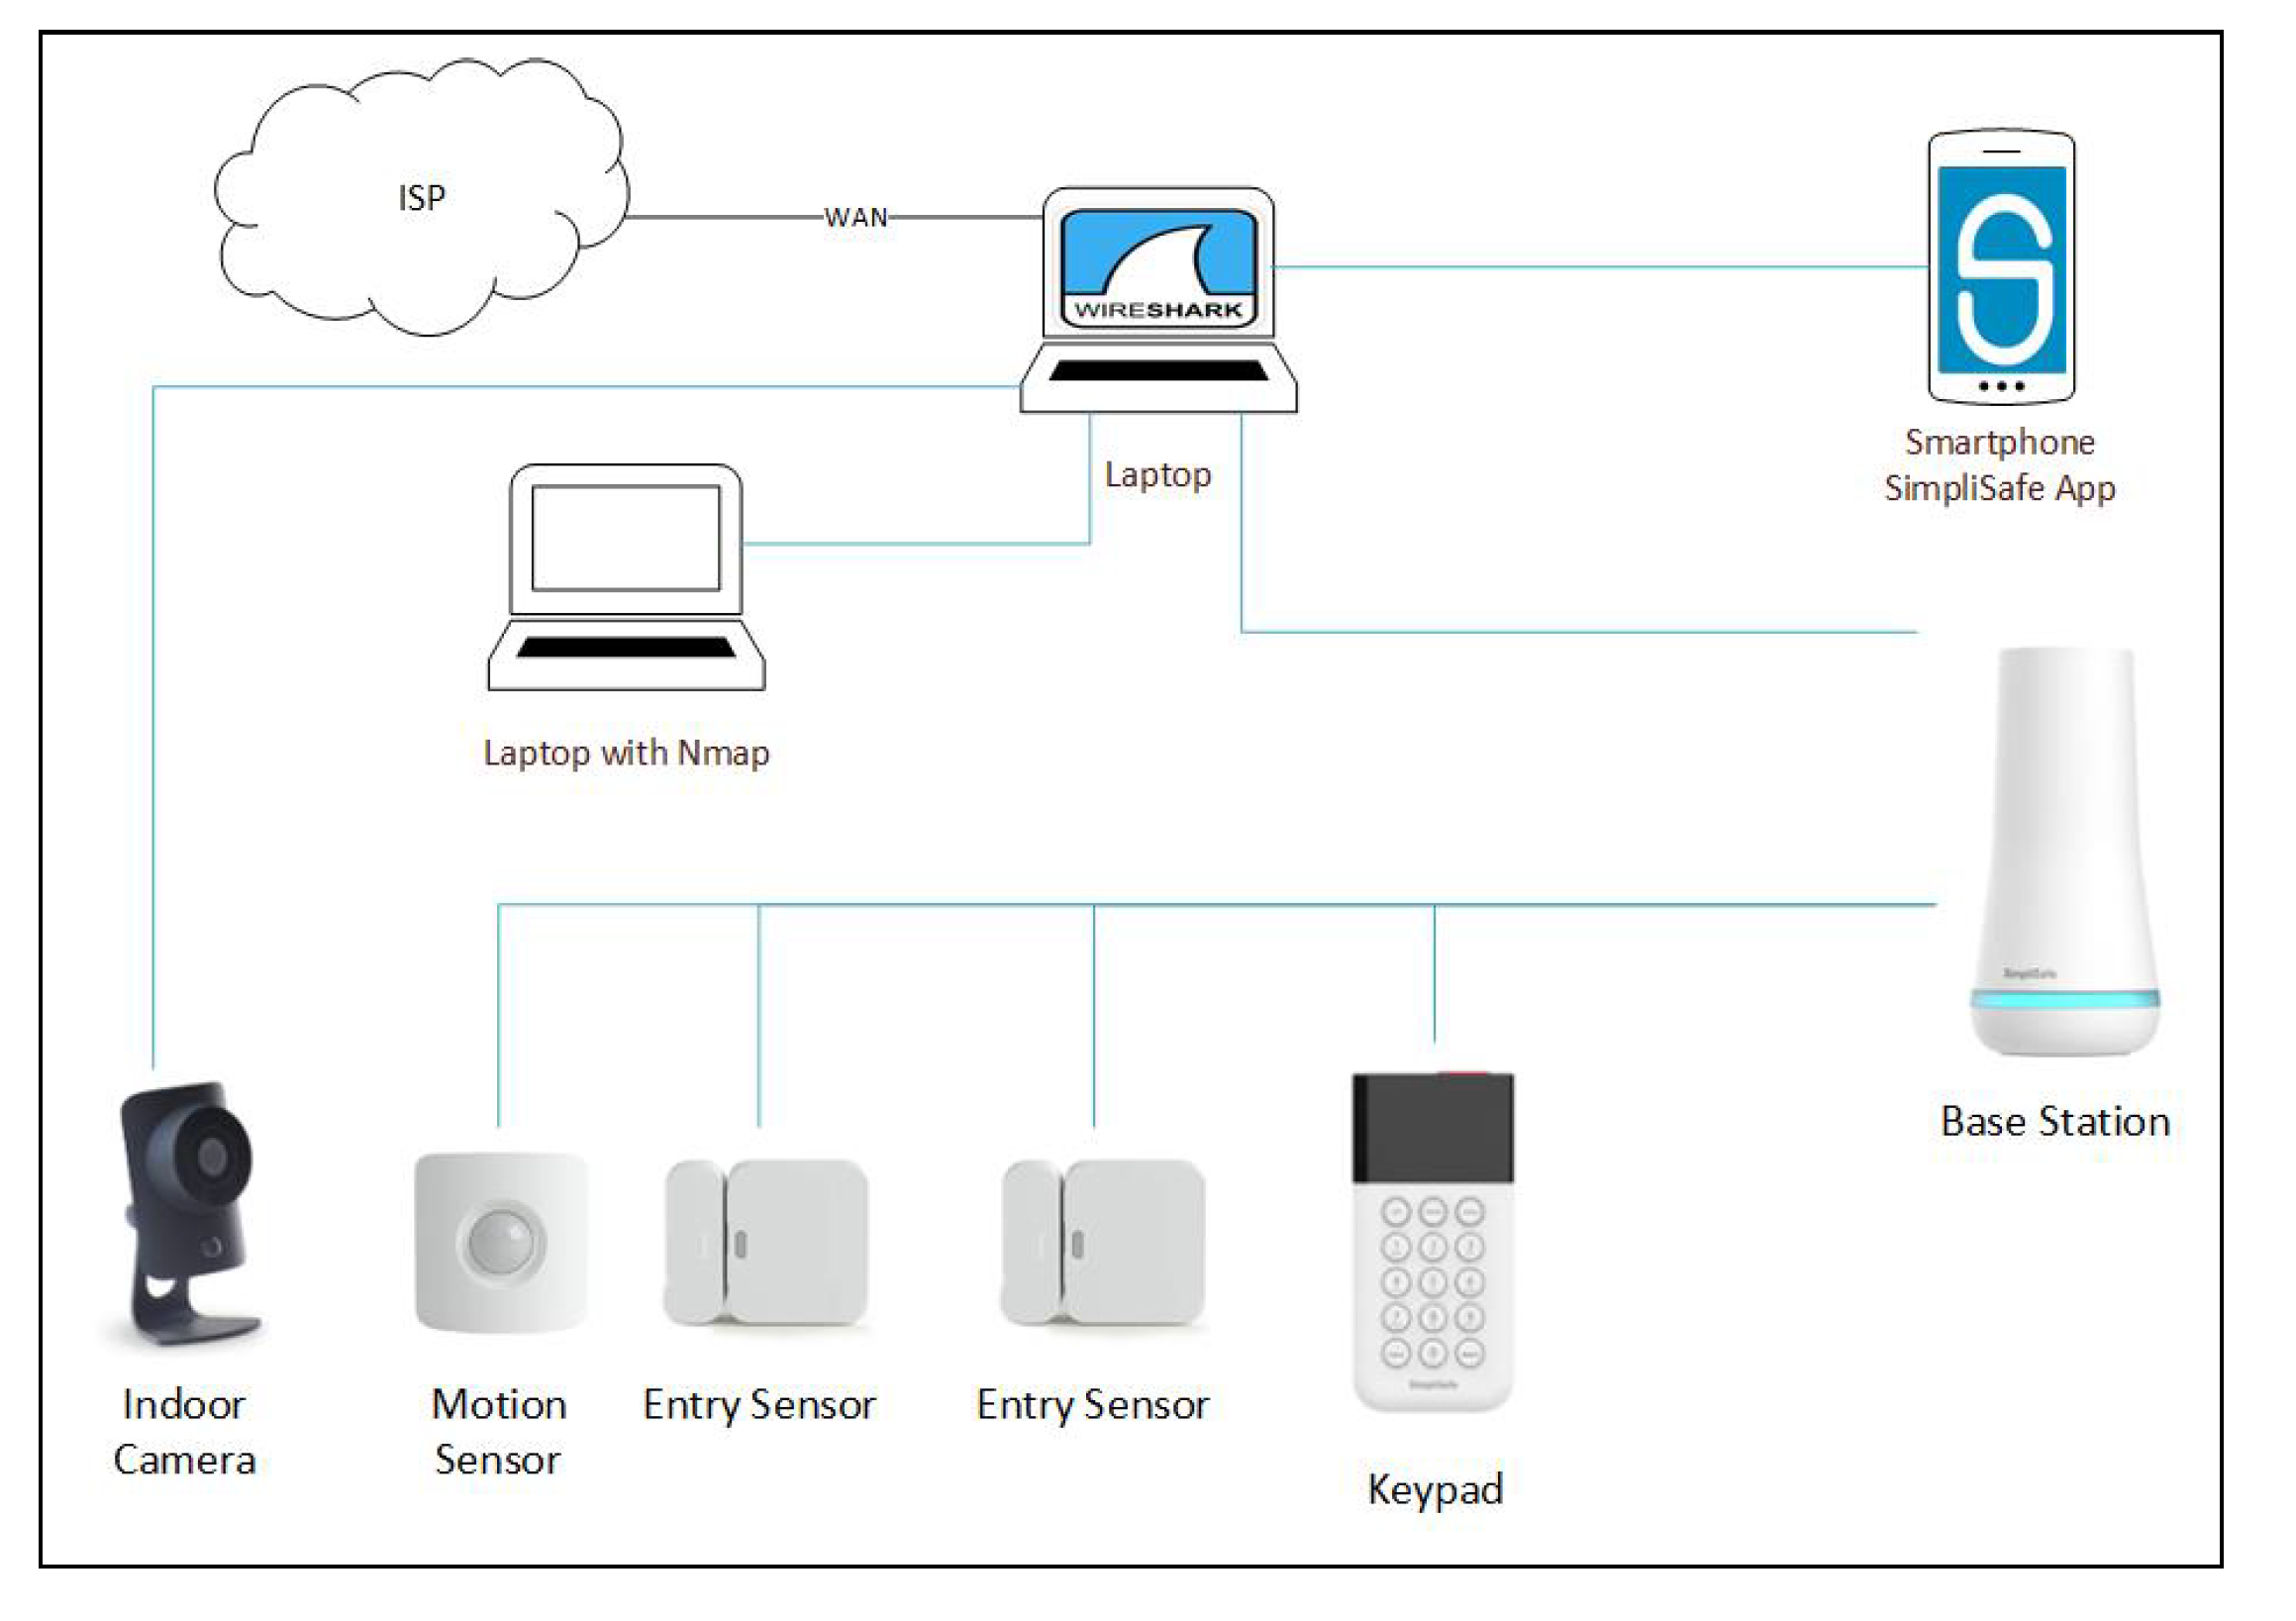 ISP
WAN
WIRESHARK
Laptop
Smartphone
SimpliSafe App
Laptop with Nmap
SimpliSafe
Base Station
Indoor
Camera
Motion
Sensor
Entry Sensor
Entry Sensor
SimpliSafe
Keypad